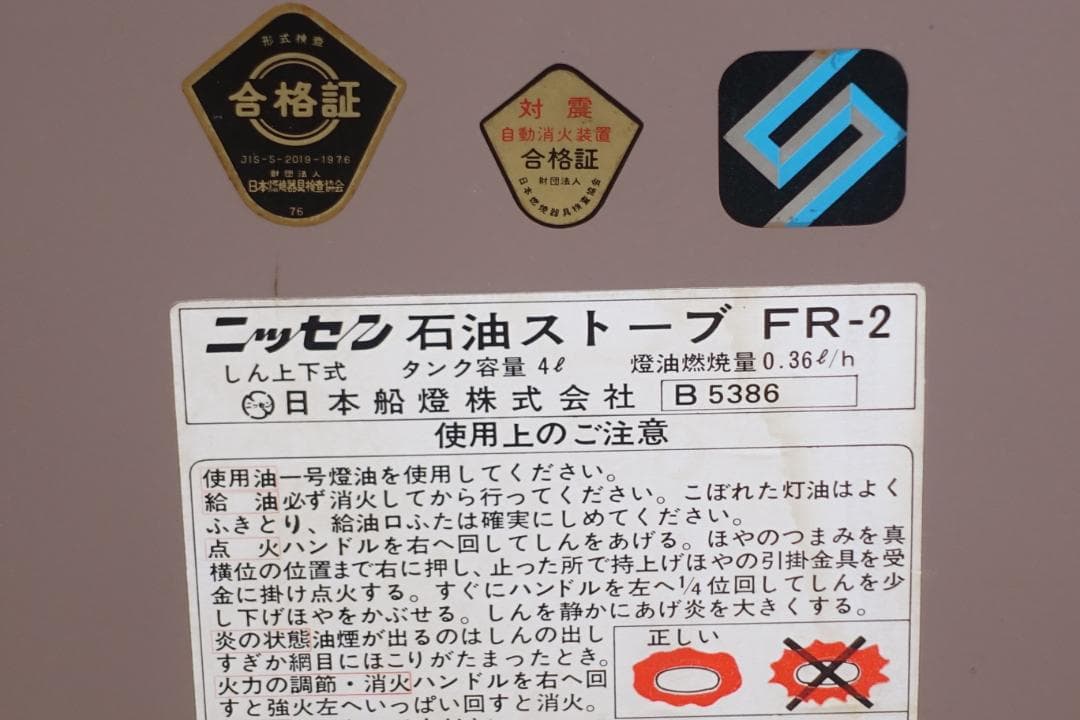 形式検査
合格証
JIS-S-2019-1976
財団法人
日本燃焼器具検査協会
76
対震
自動消火装置
合格証
財団法人
日本燃焼器具検査協会
ニッセン 石油ストーブ FR-2
しん上下式 タンク容量 4ℓ 燈油燃焼量 0.36ℓ/h
ニッセン 日本船燈株式会社 B 5386
使用上のご注意
使用油 一号燈油を使用してください。
給油 必ず消火してから行ってください。こぼれた灯油はよく
ふきとり、給油口ふたは確実にしめてください。
点火 ハンドルを右へ回してしんをあげる。ほやのつまみを真
横位の位置まで右に押し、止った所で持上げほやの引掛金具を受
金に掛け点火する。すぐにハンドルを左へ1/4位回してしんを少
し下げほやをかぶせる。しんを静かにあげ炎を大きくする。
炎の状態 油煙が出るのはしんの出し
すぎか網目にほこりがたまったとき。
火力の調節・消火 ハンドルを右へ回
すと強火左へいっぱい回すと消火。
正しい